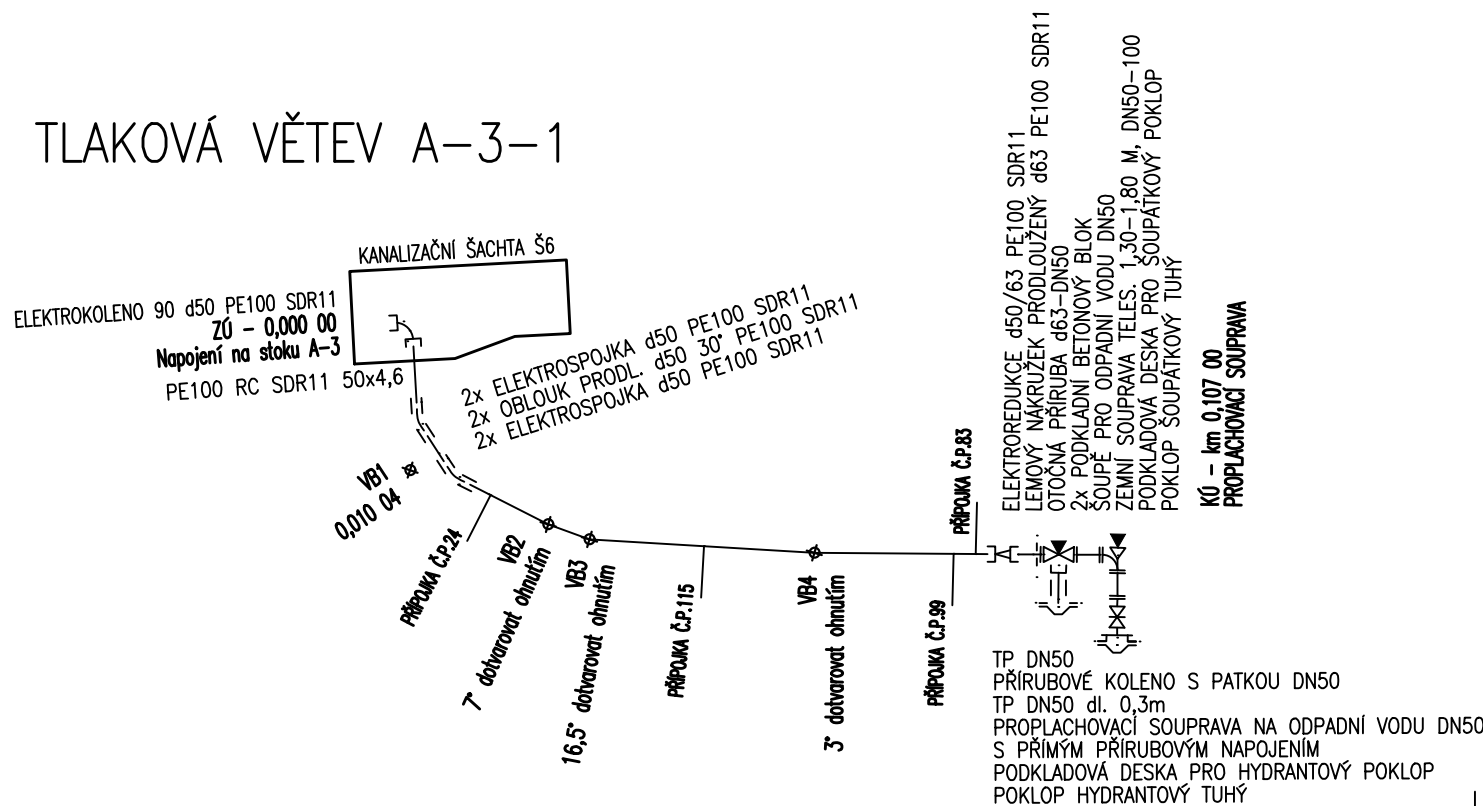 TLAKOVÁ VĚTEV A-3-1
KANALIZAČNÍ ŠACHTA Š6
ELEKTROKOLENO 90 d50 PE100 SDR11
ZÚ - 0,000 00
Napojení na stoku A-3
PE100 RC SDR11 50x4,6
2x ELEKTROSPOJKA d50 PE100 SDR11
2x OBLOUK PRODL. d50 30° PE100 SDR11
2x ELEKTROSPOJKA d50 PE100 SDR11
VB1
0,010 04
PŘÍPOJKA Č.P.24
VB2
7° dotvarovat ohnutím
VB3
16,5° dotvarovat ohnutím
PŘÍPOJKA Č.P.115
VB4
3° dotvarovat ohnutím
PŘÍPOJKA Č.P.99
PŘÍPOJKA Č.P.83
ELEKTROREDUKCE d50/63 PE100 SDR11
LEMOVÝ NÁKRUŽEK PRODLOUŽENÝ d63 PE100 SDR11
OTOČNÁ PŘÍRUBA d63-DN50
2x PODKLADNÍ BETONOVÝ BLOK
ŠOUPĚ PRO ODPADNÍ VODU DN50
ZEMNÍ SOUPRAVA TELES. 1,30-1,80 M, DN50-100
PODKLADOVÁ DESKA PRO ŠOUPÁTKOVÝ POKLOP
POKLOP ŠOUPÁTKOVÝ TUHÝ
KÚ - km 0,107 00
PROPLACHOVACÍ SOUPRAVA
TP DN50
PŘÍRUBOVÉ KOLENO S PATKOU DN50
TP DN50 dl. 0,3m
PROPLACHOVACÍ SOUPRAVA NA ODPADNÍ VODU DN50
S PŘÍMÝM PŘÍRUBOVÝM NAPOJENÍM
PODKLADOVÁ DESKA PRO HYDRANTOVÝ POKLOP
POKLOP HYDRANTOVÝ TUHÝ